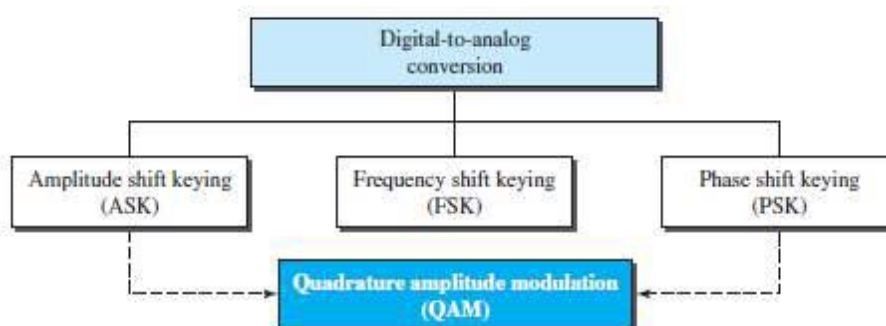 Digital-to-analog
conversion
Amplitude shift keying
(ASK)
Frequency shift keying
(FSK)
Phase shift keying
(PSK)
Quadrature amplitude modulation
(QAM)